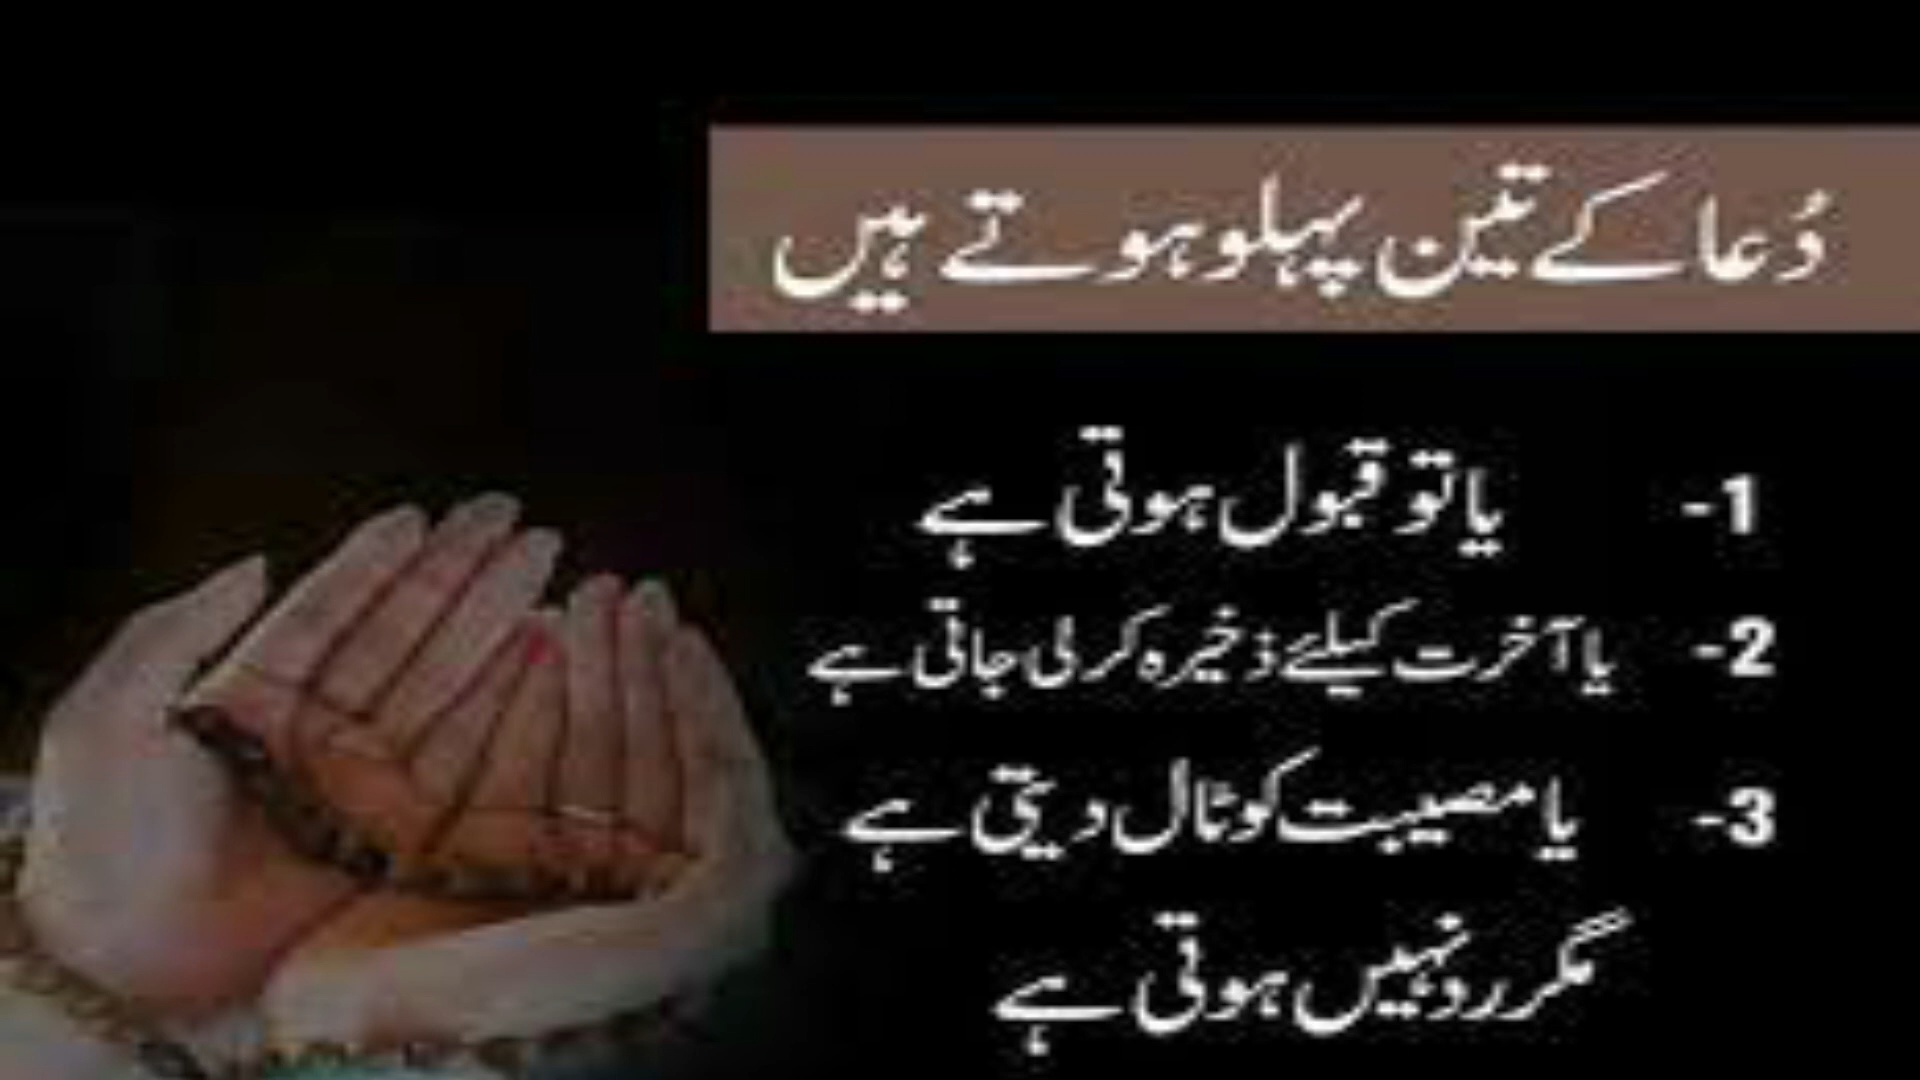 دُعا کے تین پہلو ہوتے ہیں
1- یا تو قبول ہوتی ہے
2- یا آخرت کیلئے ذخیرہ کر لی جاتی ہے
3- یا مصیبت کو ٹال دیتی ہے
مگر رد نہیں ہوتی ہے